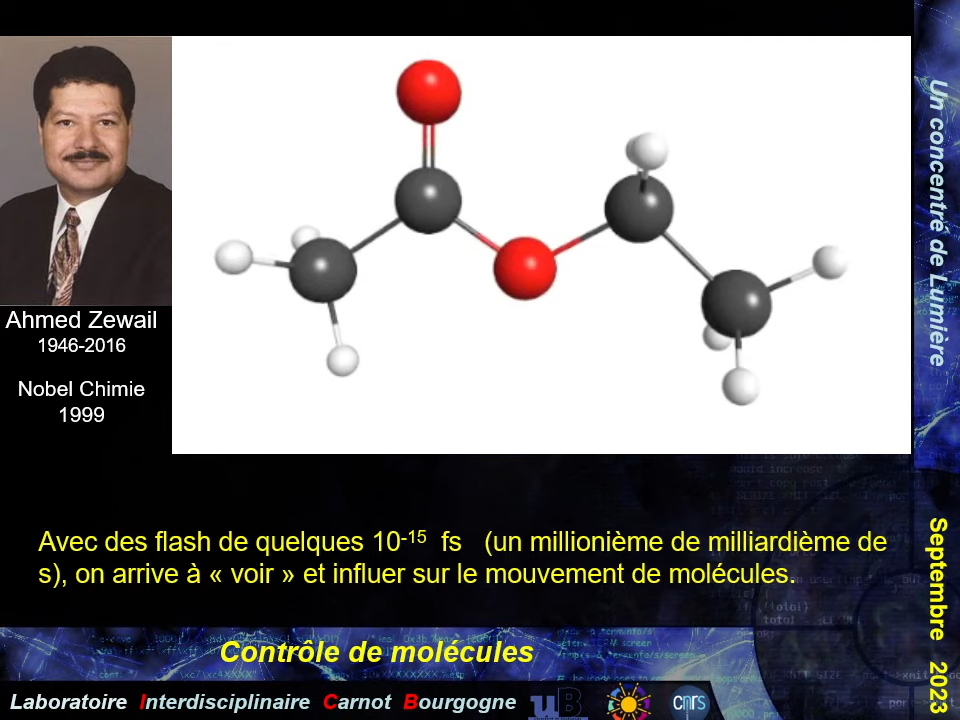 Ahmed Zewail
1946-2016
Nobel Chimie
1999
Avec des flash de quelques 10⁻¹⁵ fs (un millionième de milliardième de
s), on arrive à « voir » et influer sur le mouvement de molécules.
Contrôle de molécules
Laboratoire Interdisciplinaire Carnot Bourgogne
uB
cnrs
Un concentré de Lumière
Septembre 2023